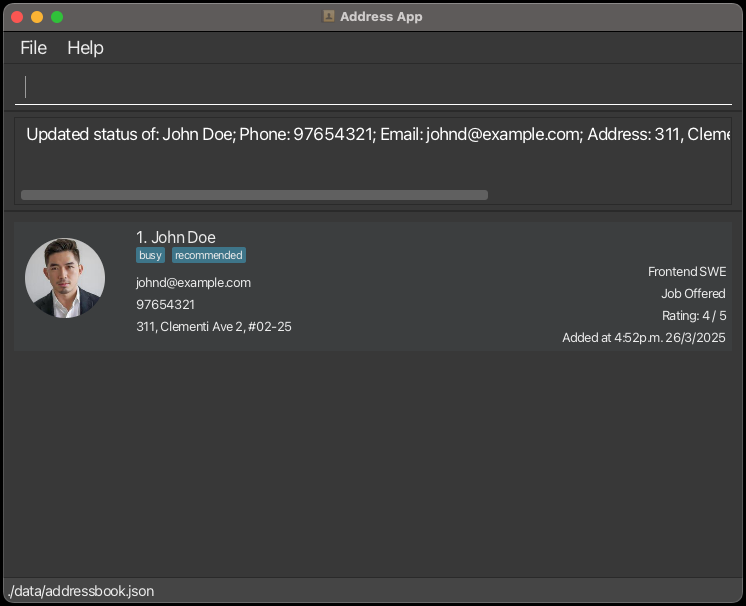 Address App
File Help
Updated status of: John Doe; Phone: 97654321; Email: johnd@example.com; Address: 311, Cleme
1. John Doe
busy recommended
johnd@example.com
97654321
311, Clementi Ave 2, #02-25
Frontend SWE
Job Offered
Rating: 4 / 5
Added at 4:52p.m. 26/3/2025
./data/addressbook.json